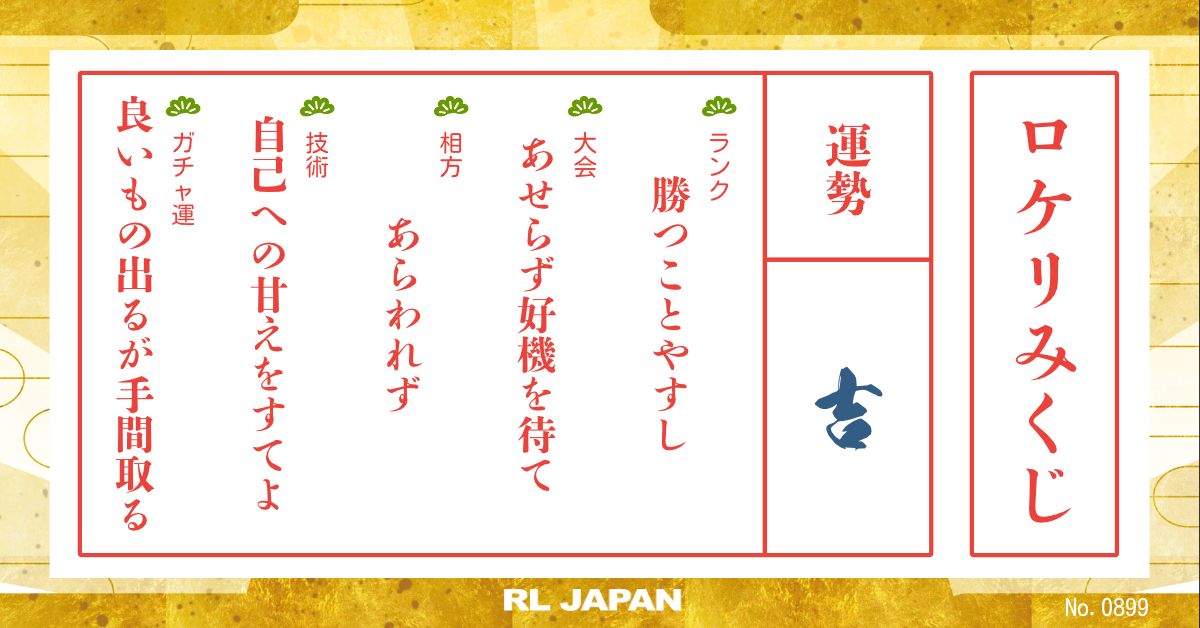 ロケリみくじ
運勢
吉
ランク
勝つことやすし
大会
あせらず好機を待て
相方
あらわれず
技術
自己への甘えをすてよ
ガチャ運
良いもの出るが手間取る
RL JAPAN
No. 0899